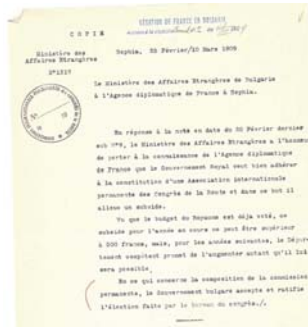 COPIE
LÉGATION DE FRANCE EN BULGARIE
Ministère des
Affaires Etrangères
Sophia, 25 Février/10 Mars 1909
Le Ministère des Affaires Étrangères de Bulgarie
à l'Agence diplomatique de France à Sophia.
En réponse à la note en date du 20 Février dernier
sub N°9, le Ministère des Affaires Etrangères a l'honneur
de porter à la connaissance de l'Agence diplomatique
de France que le Gouvernement Royal veut bien adhérer
à la constitution d'une Association internationale
permanente des Congrès de la Route et dans ce but il
alloue un subside.
Vu que le budget du Royaume est déjà voté, ce
subside pour l'année en cours ne peut être supérieur
à 500 francs, mais, pour les années suivantes, le Dépar-
tement compétent promet de l'augmenter autant qu'il lui
sera possible.
En ce qui concerne la composition de la commission
permanente, le Gouvernement bulgare accepte et ratifie
l'élection faite par le bureau du congrès./.